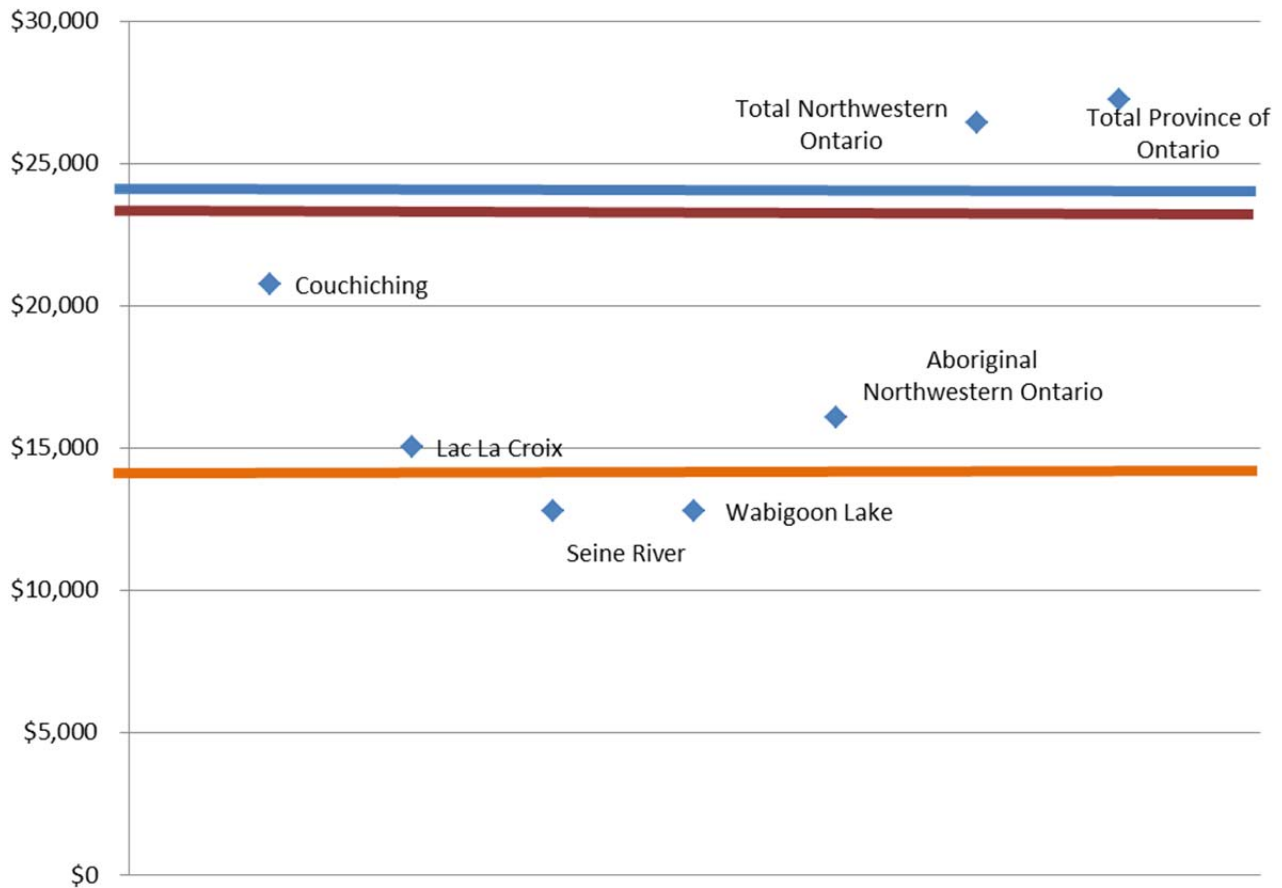 $30,000
Total Northwestern
Ontario
Total Province of
Ontario
$25,000
Couchiching
$20,000
Aboriginal
Northwestern Ontario
$15,000
Lac La Croix
Wabigoon Lake
Seine River
$10,000
$5,000
$0